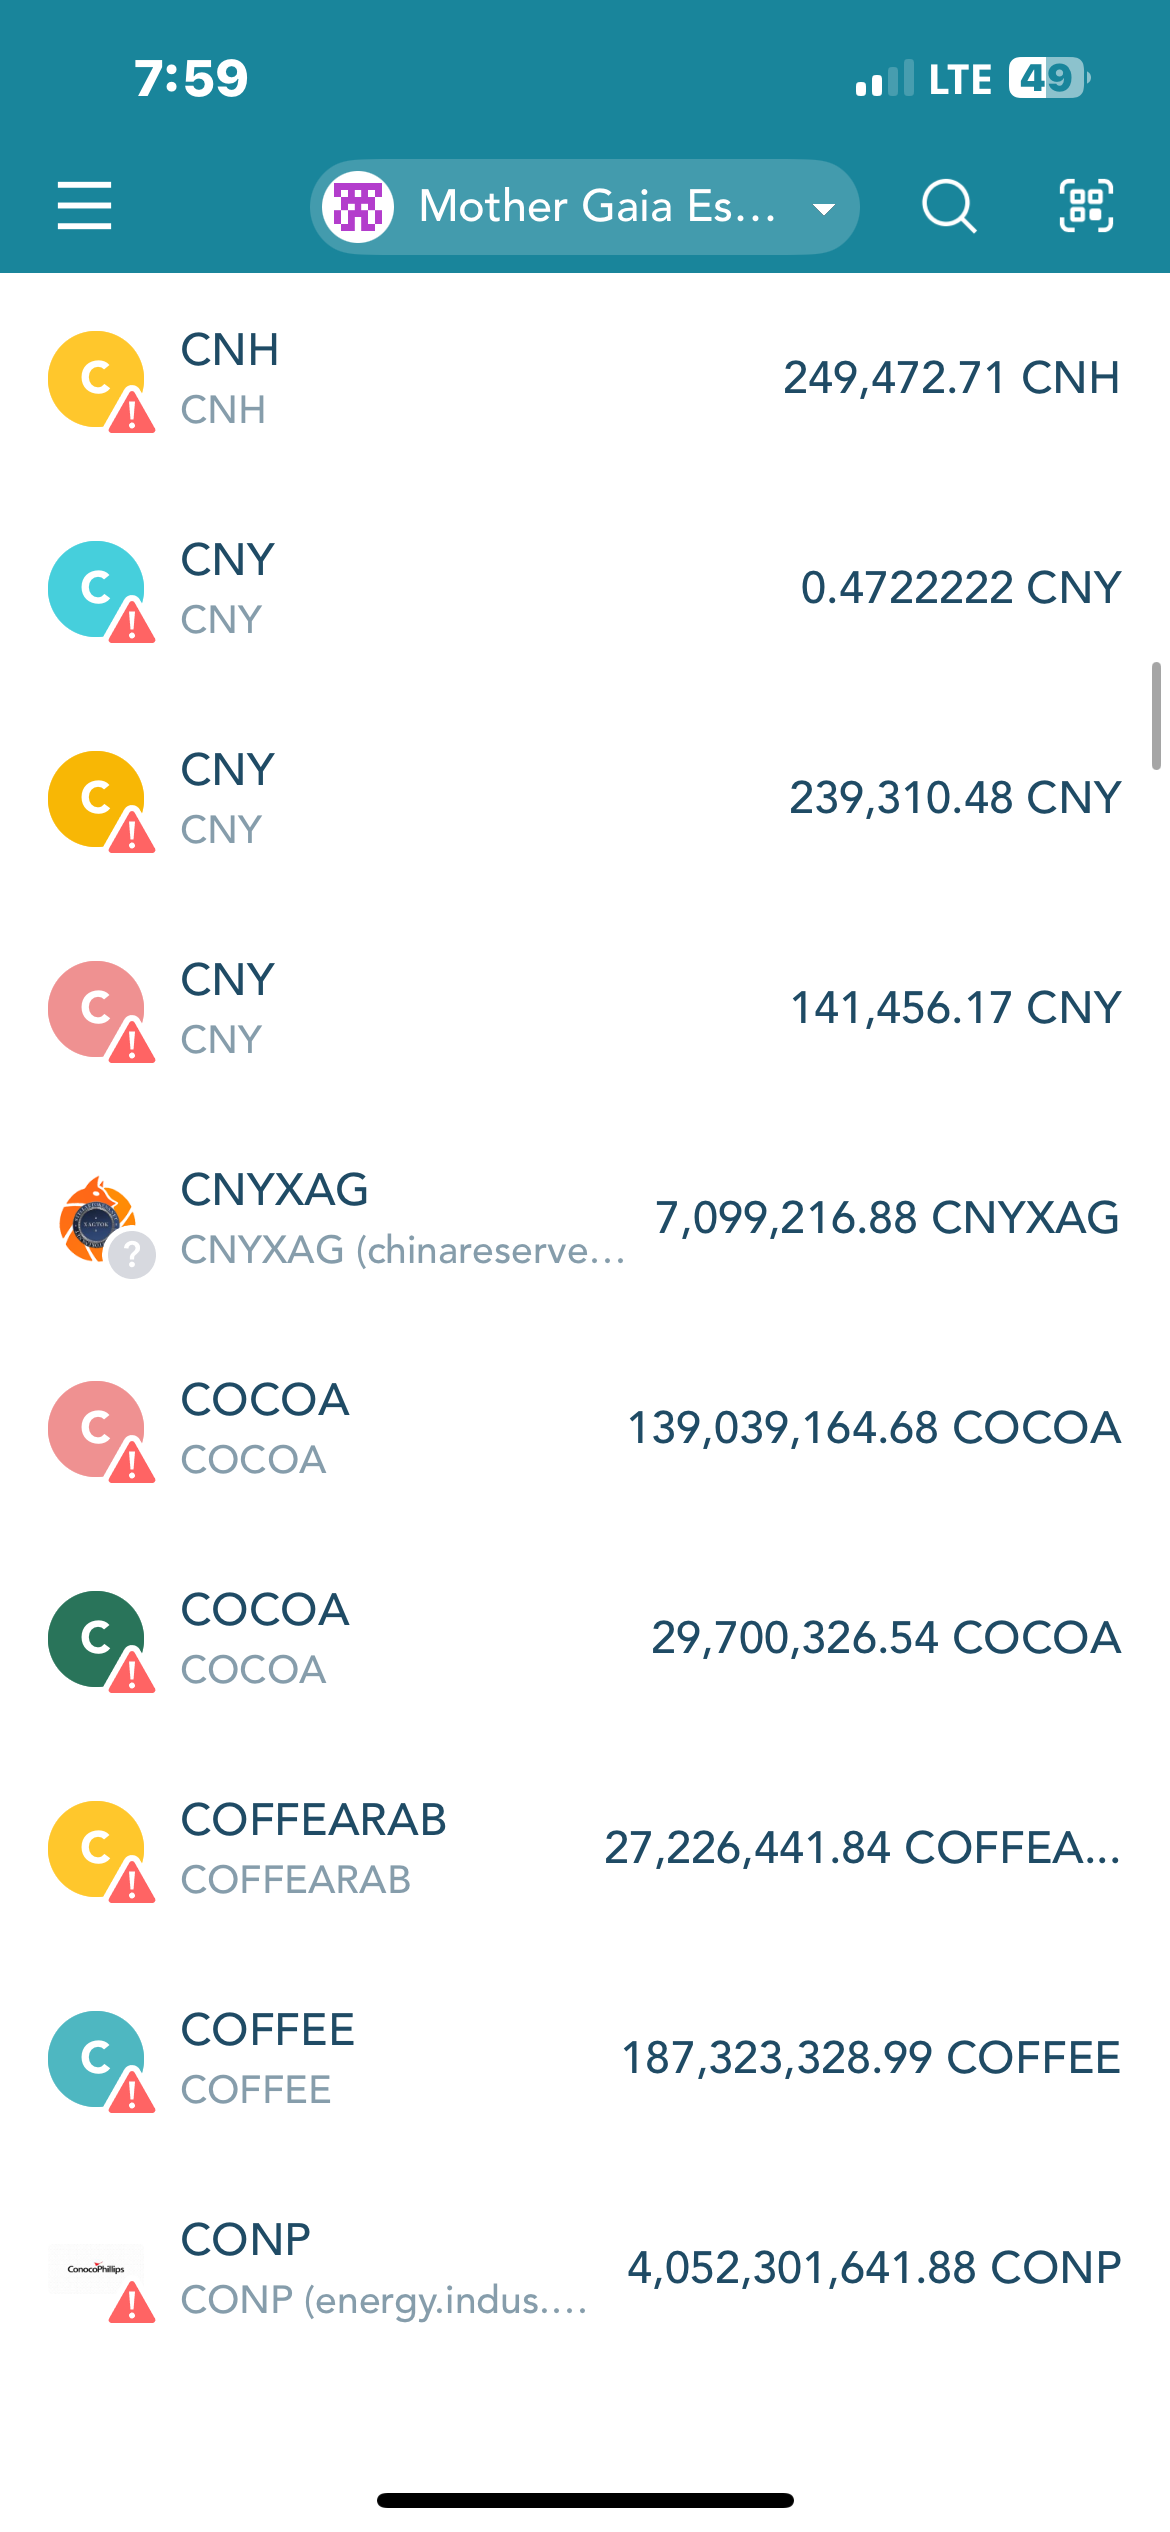 7:59
LTE 49
Mother Gaia Es...
C
CNH
CNH
249,472.71 CNH
C
CNY
CNY
0.4722222 CNY
C
CNY
CNY
239,310.48 CNY
C
CNY
CNY
141,456.17 CNY
CNYXAG
CNYXAG (chinareserve...
7,099,216.88 CNYXAG
C
COCOA
COCOA
139,039,164.68 COCOA
C
COCOA
COCOA
29,700,326.54 COCOA
C
COFFEARAB
COFFEARAB
27,226,441.84 COFFEA...
C
COFFEE
COFFEE
187,323,328.99 COFFEE
ConocoPhillips
CONP
CONP (energy.indus....
4,052,301,641.88 CONP